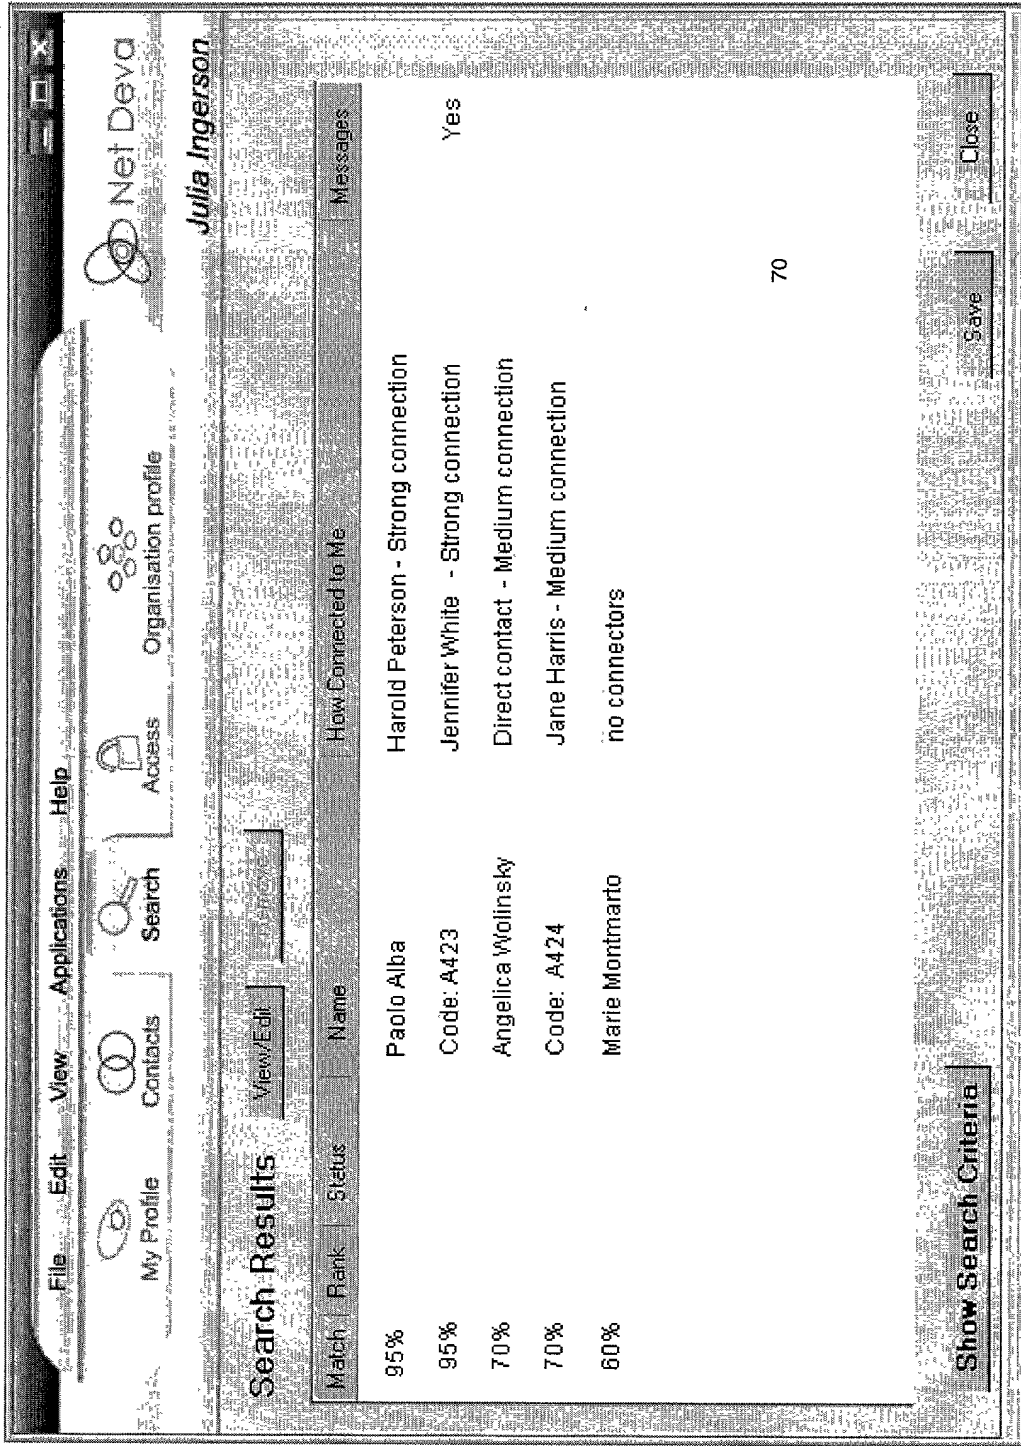 File Edit View Applications Help
Net Deva
My Profile Contacts Search Access Organisation profile
Julia Ingerson
Search Results View/Edit
Match Rank Status Name How Connected to Me Messages
95% Paolo Alba Harold Peterson - Strong connection
95% Code: A423 Jennifer White - Strong connection Yes
70% Angelica Wolinsky Direct contact - Medium connection
70% Code: A424 Jane Harris - Medium connection
60% Marie Montmarto no connectors
70
Show Search Criteria Save Close